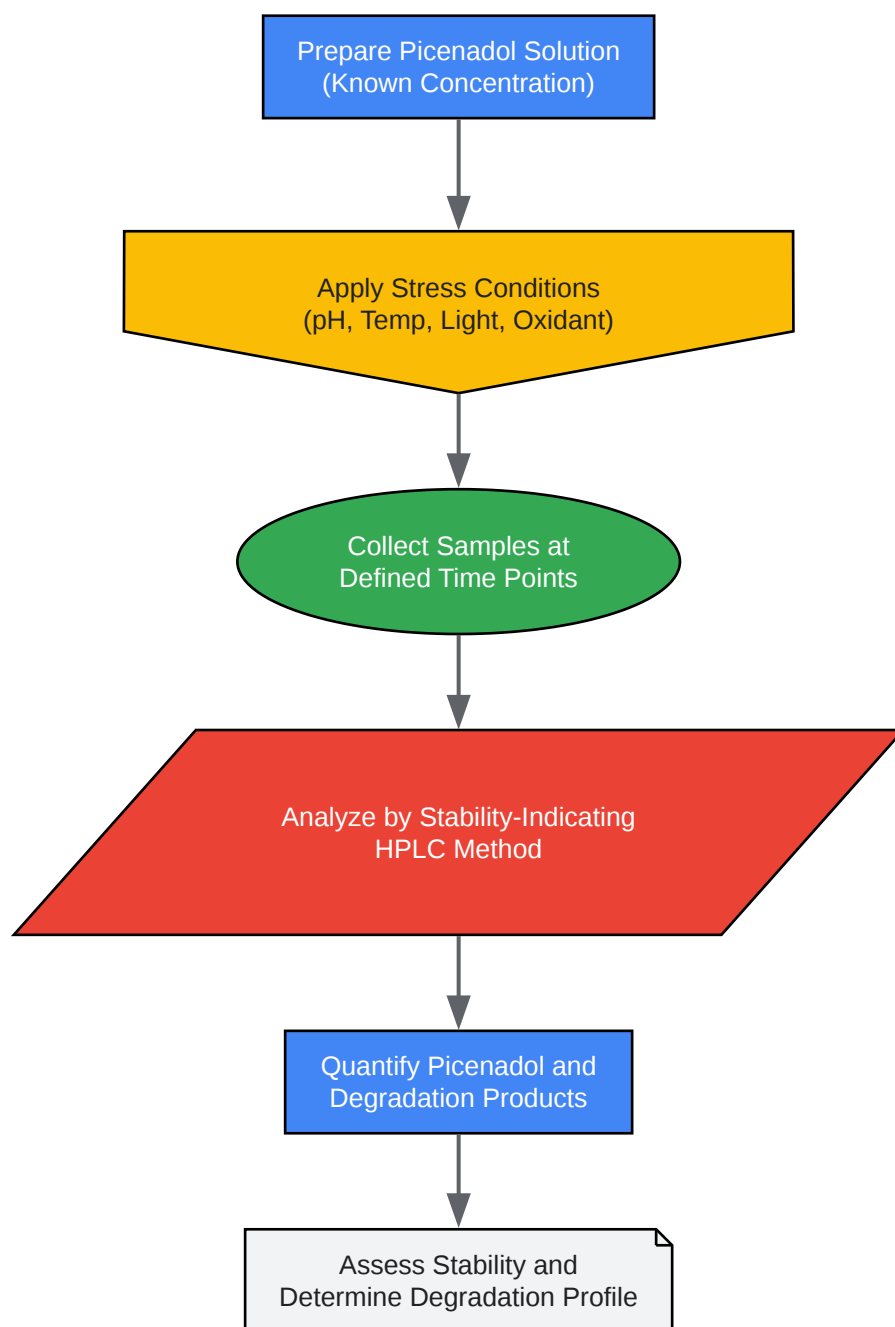 Prepare Picenadol Solution
(Known Concentration)
Apply Stress Conditions
(pH, Temp, Light, Oxidant)
Collect Samples at
Defined Time Points
Analyze by Stability-Indicating
HPLC Method
Quantify Picenadol and
Degradation Products
Assess Stability and
Determine Degradation Profile